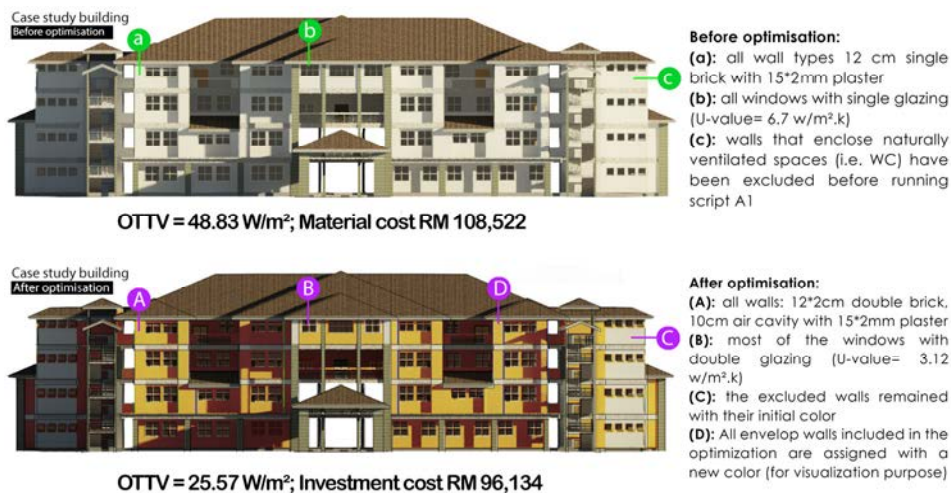 Case study building
Before optimisation
a
b
c
OTTV = 48.83 W/m²; Material cost RM 108,522
Before optimisation:
(a): all wall types 12 cm single
brick with 15*2mm plaster
(b): all windows with single glazing
(U-value= 6.7 w/m².k)
(c): walls that enclose naturally
ventilated spaces (i.e. WC) have
been excluded before running
script A1
Case study building
After optimisation
A
B
D
C
OTTV = 25.57 W/m²; Investment cost RM 96,134
After optimisation:
(A): all walls: 12*2cm double brick,
10cm air cavity with 15*2mm plaster
(B): most of the windows with
double glazing (U-value= 3.12
w/m².k)
(C): the excluded walls remained
with their initial color
(D): All envelop walls included in the
optimization are assigned with a
new color (for visualization purpose)